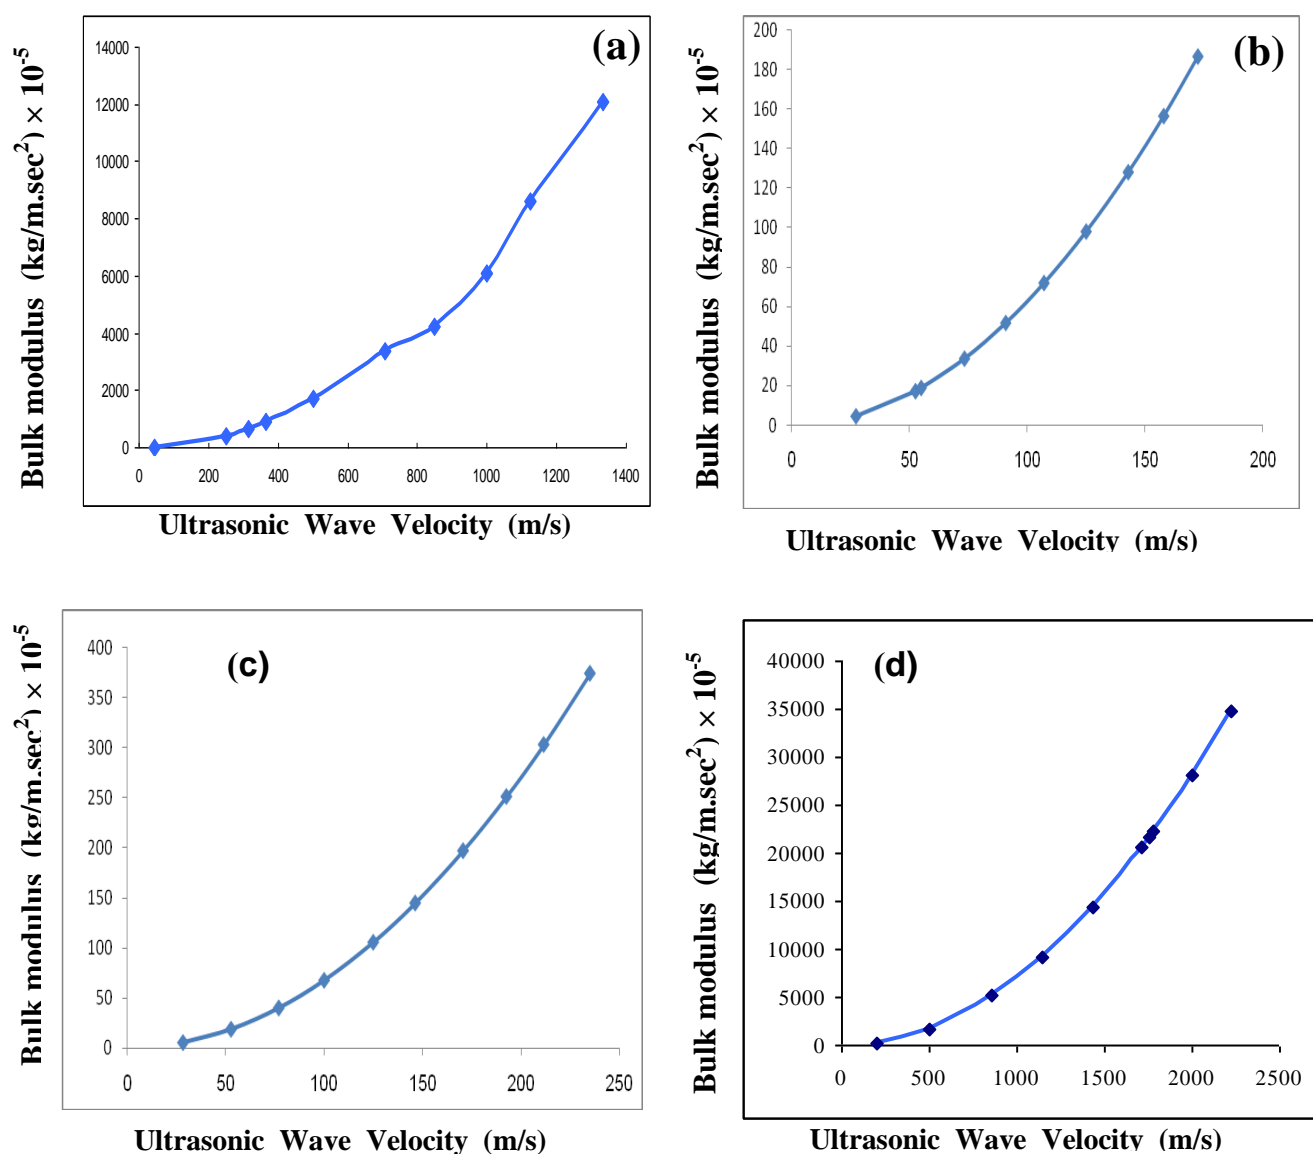 (a)
Bulk modulus (kg/m.sec²) × 10⁻⁵
14000
12000
10000
8000
6000
4000
2000
0
0 200 400 600 800 1000 1200 1400
Ultrasonic Wave Velocity (m/s)
(b)
Bulk modulus (kg/m.sec²) × 10⁻⁵
200
180
160
140
120
100
80
60
40
20
0
0 50 100 150 200
Ultrasonic Wave Velocity (m/s)
(c)
Bulk modulus (kg/m.sec²) × 10⁻⁵
400
350
300
250
200
150
100
50
0
0 50 100 150 200 250
Ultrasonic Wave Velocity (m/s)
(d)
Bulk modulus (kg/m.sec²) × 10⁻⁵
40000
35000
30000
25000
20000
15000
10000
5000
0
0 500 1000 1500 2000 2500
Ultrasonic Wave Velocity (m/s)